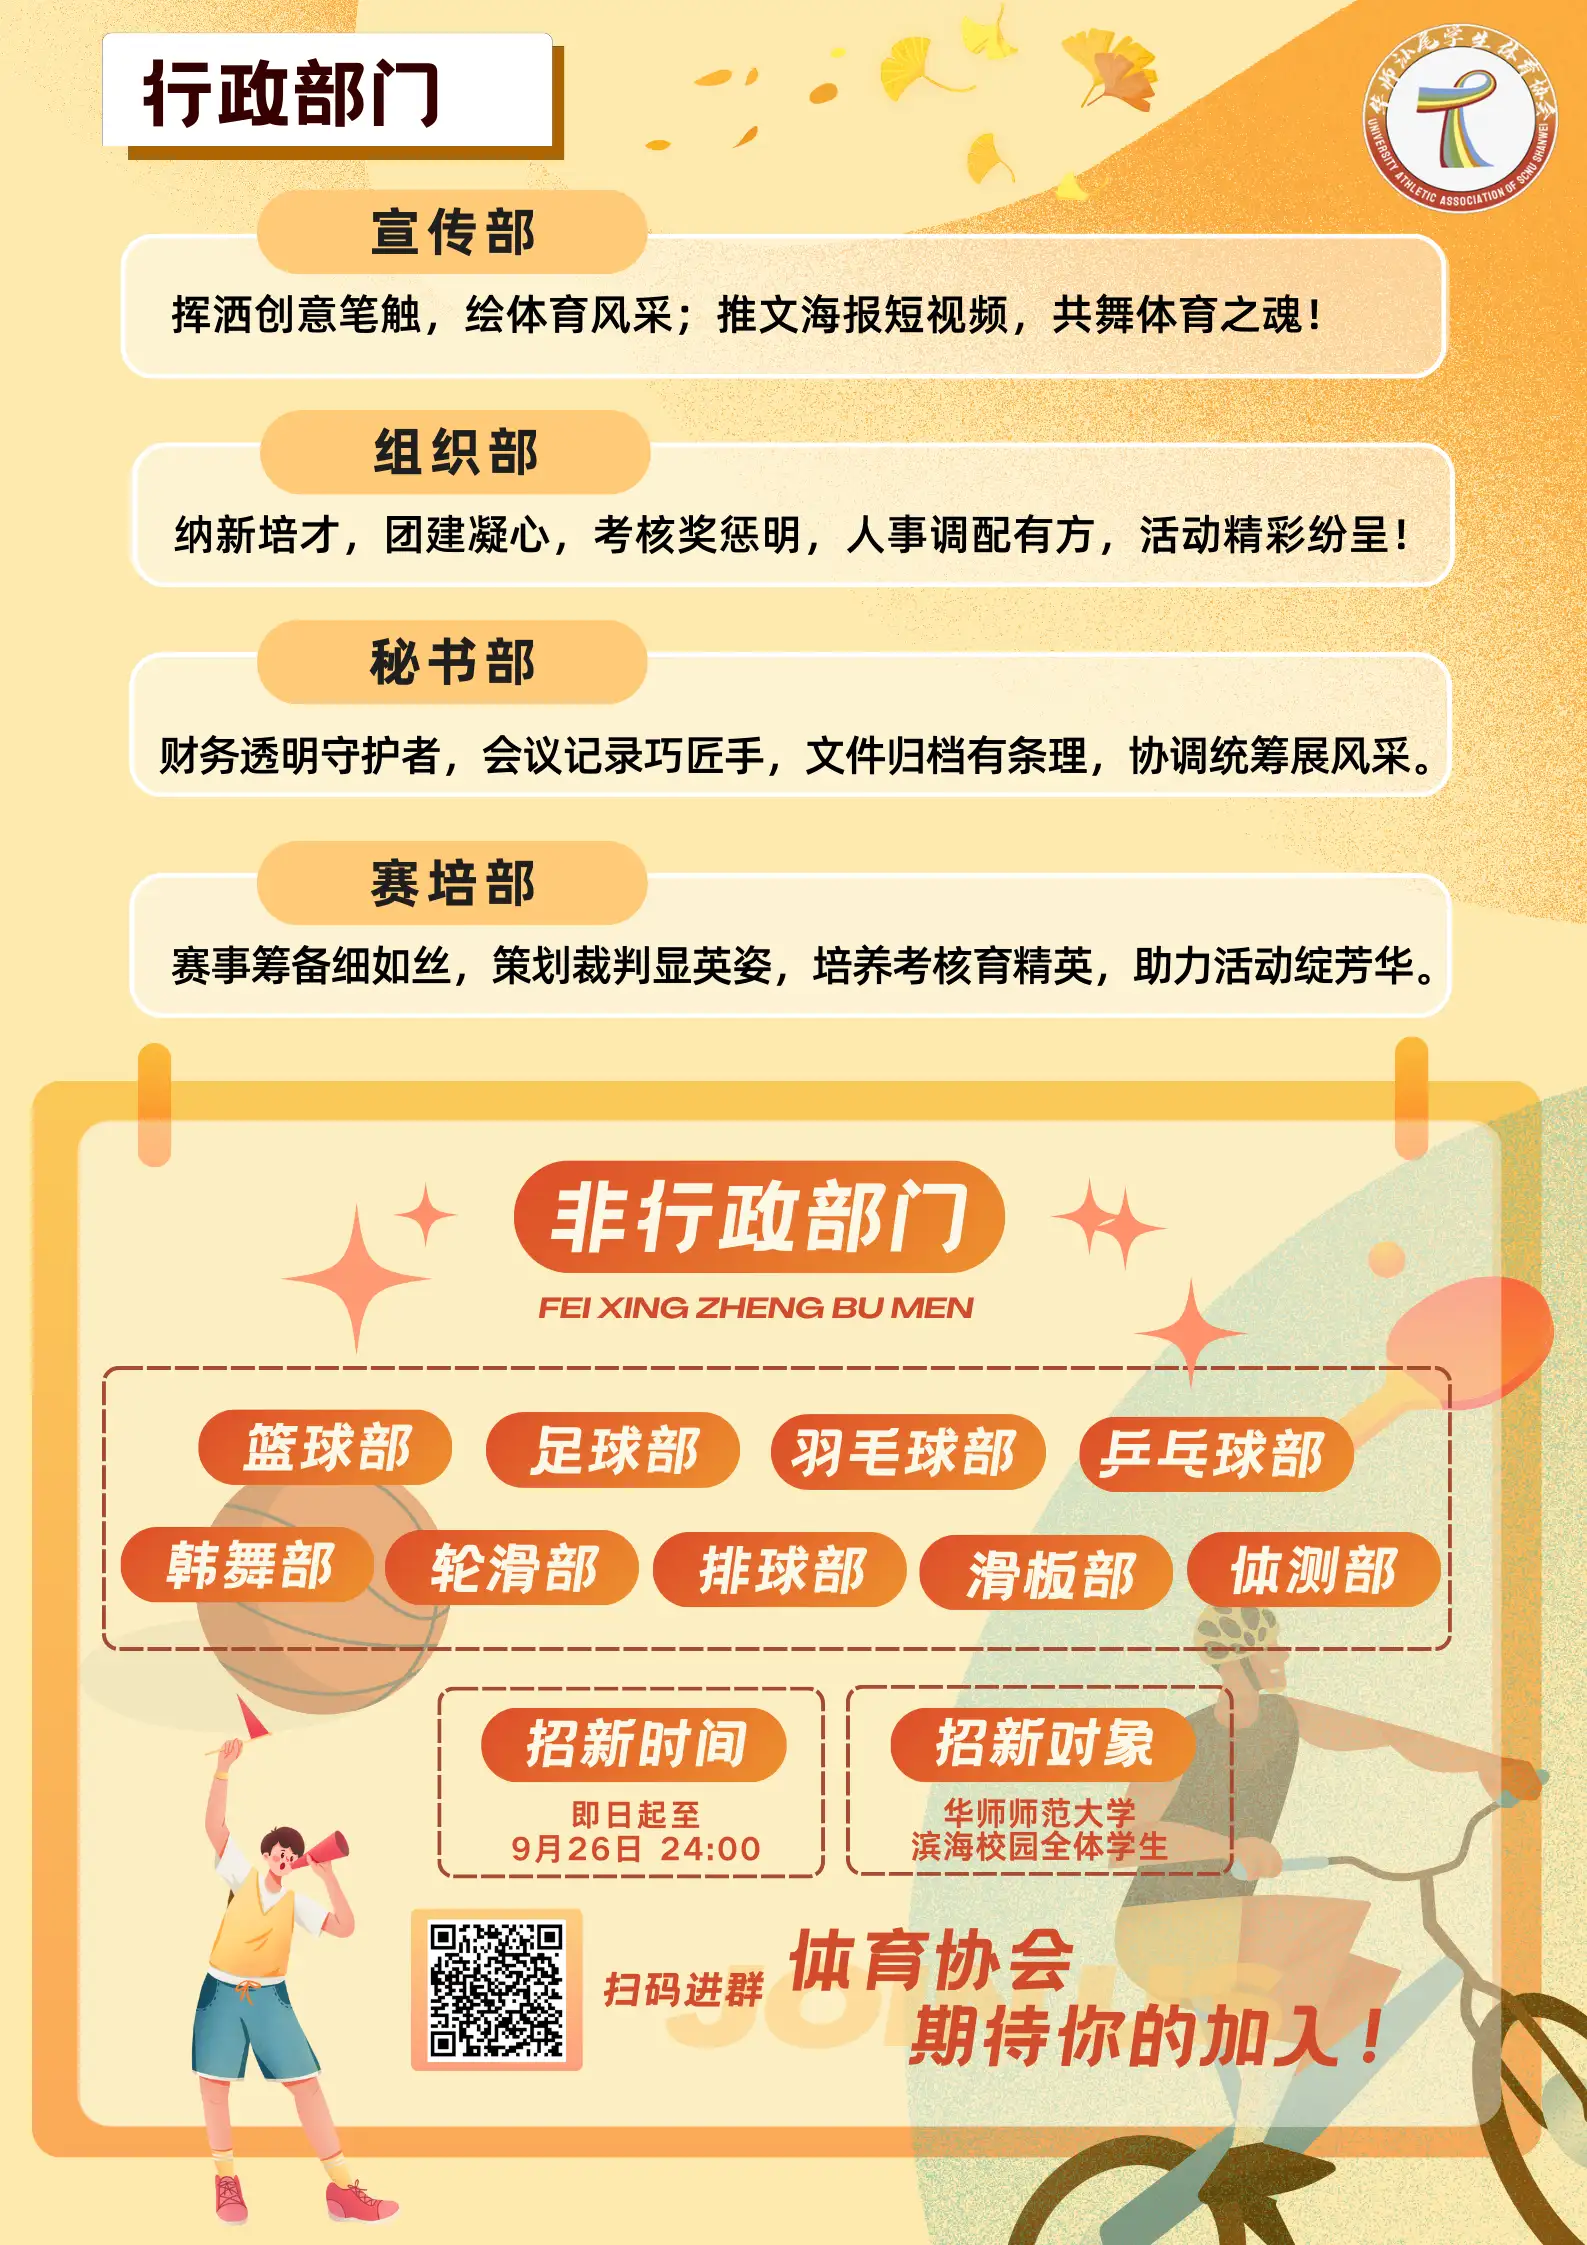 行政部门
华师汕尾学生体育协会
UNIVERSITY ATHLETIC ASSOCIATION OF SCNU SHANWEI
宣传部
挥洒创意笔触，绘体育风采；推文海报短视频，共舞体育之魂！
组织部
纳新培才，团建凝心，考核奖惩明，人事调配有方，活动精彩纷呈！
秘书部
财务透明守护者，会议记录巧匠手，文件归档有条理，协调统筹展风采。
赛培部
赛事筹备细如丝，策划裁判显英姿，培养考核育精英，助力活动绽芳华。
非行政部门
FEI XING ZHENG BU MEN
篮球部 足球部 羽毛球部 乒乓球部
韩舞部 轮滑部 排球部 滑板部 体测部
招新时间
即日起至
9月26日 24:00
招新对象
华师师范大学
滨海校园全体学生
扫码进群
JOIN US
体育协会
期待你的加入！